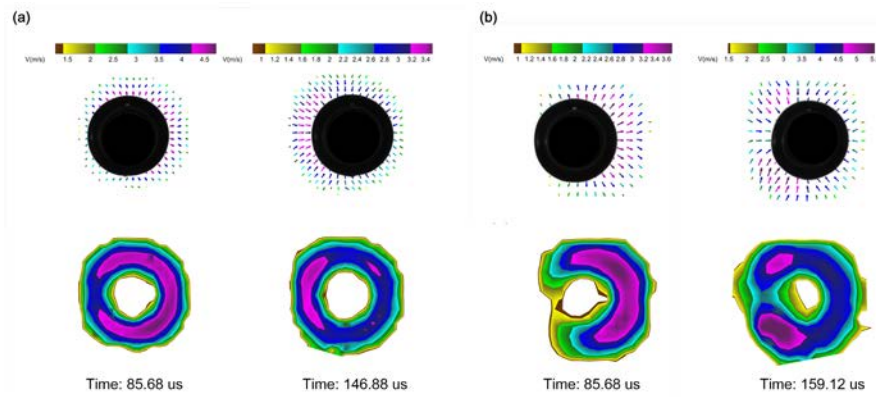 (a)
(b)
V(m/s) 1.5 2 2.5 3 3.5 4 4.5
V(m/s) 1 1.2 1.4 1.6 1.8 2 2.2 2.4 2.6 2.8 3 3.2 3.4
V(m/s) 1 1.2 1.4 1.6 1.8 2 2.2 2.4 2.6 2.8 3 3.2 3.4 3.6
1.5 2 2.5 3 3.5 4 4.5 5
Time: 85.68 us
Time: 146.88 us
Time: 85.68 us
Time: 159.12 us